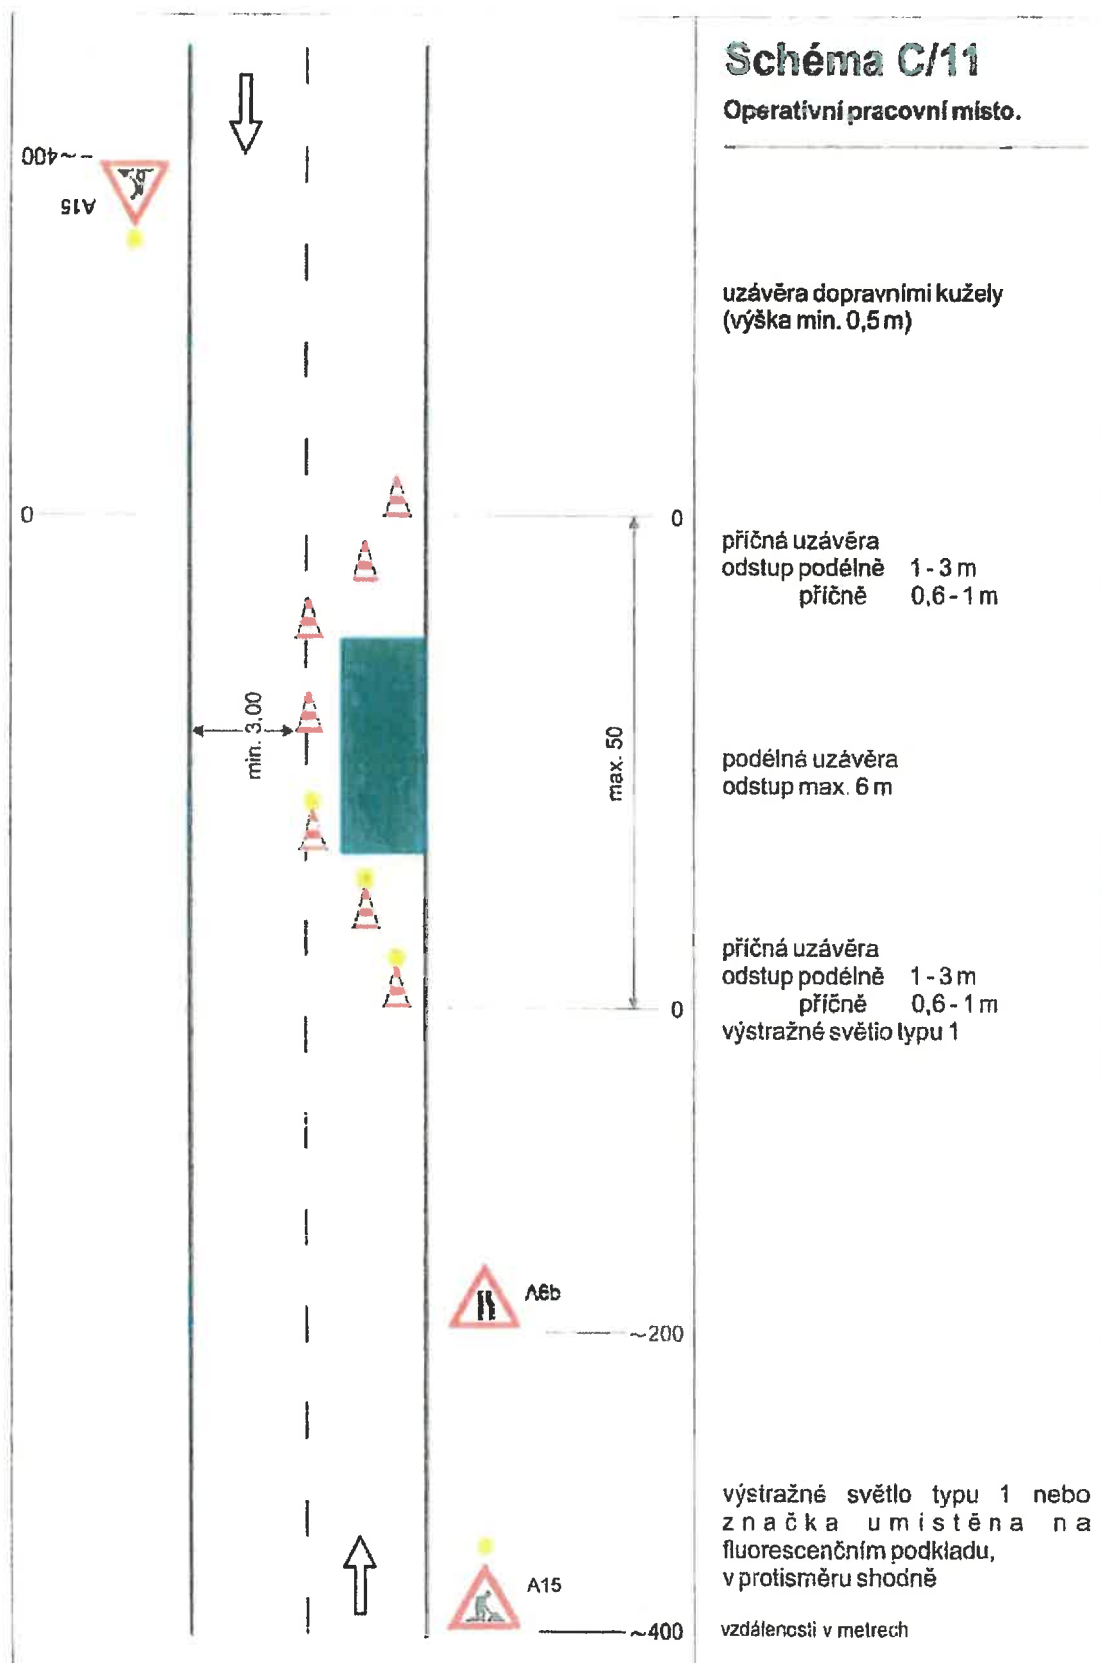 Schéma C/11
Operativní pracovní místo.
~400
A15
uzávěra dopravními kužely
(výška min. 0,5 m)
0
0
příčná uzávěra
odstup podélně 1 - 3 m
příčně 0,6 - 1 m
min. 3,00
max. 50
podélná uzávěra
odstup max. 6 m
příčná uzávěra
odstup podélně 1 - 3 m
příčně 0,6 - 1 m
0
výstražné světlo typu 1
A6b
~200
výstražné světlo typu 1 nebo
značka umístěna na
fluorescenčním podkladu,
v protisměru shodně
A15
~400
vzdálenosti v metrech